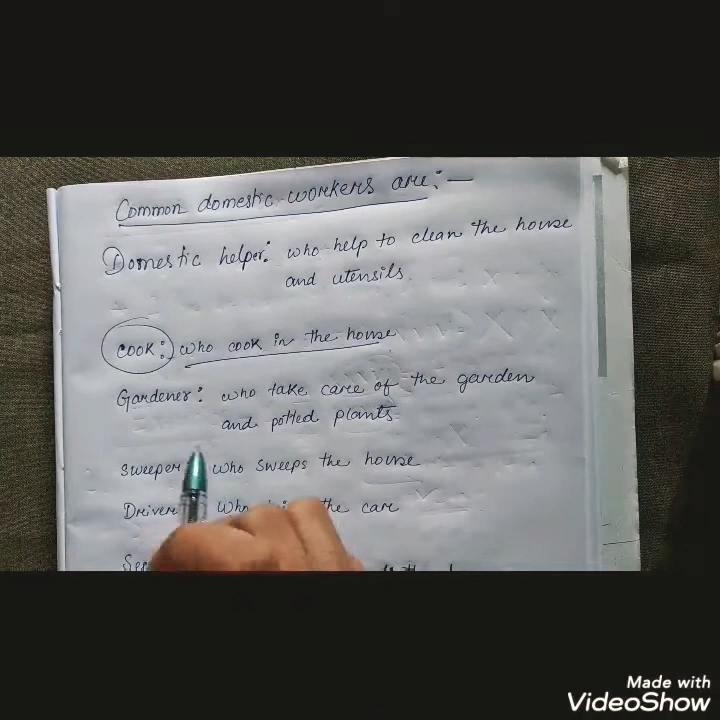 Common domestic workers are:-
Domestic helper: who help to clean the house
and utensils
cook: who cook in the house
Gardener: who take care of the garden
and potted plants
Sweeper who sweeps the house
Driver the care
Made with
VideoShow